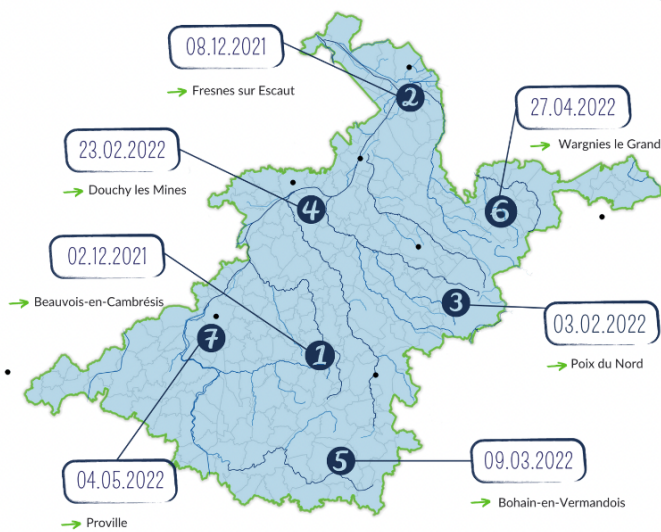 08.12.2021
Fresnes sur Escaut
2
27.04.2022
Wargnies le Grand
23.02.2022
Douchy les Mines
4
6
02.12.2021
Beauvois-en-Cambrésis
3
03.02.2022
Poix du Nord
7
1
09.03.2022
Bohain-en-Vermandois
5
04.05.2022
Proville